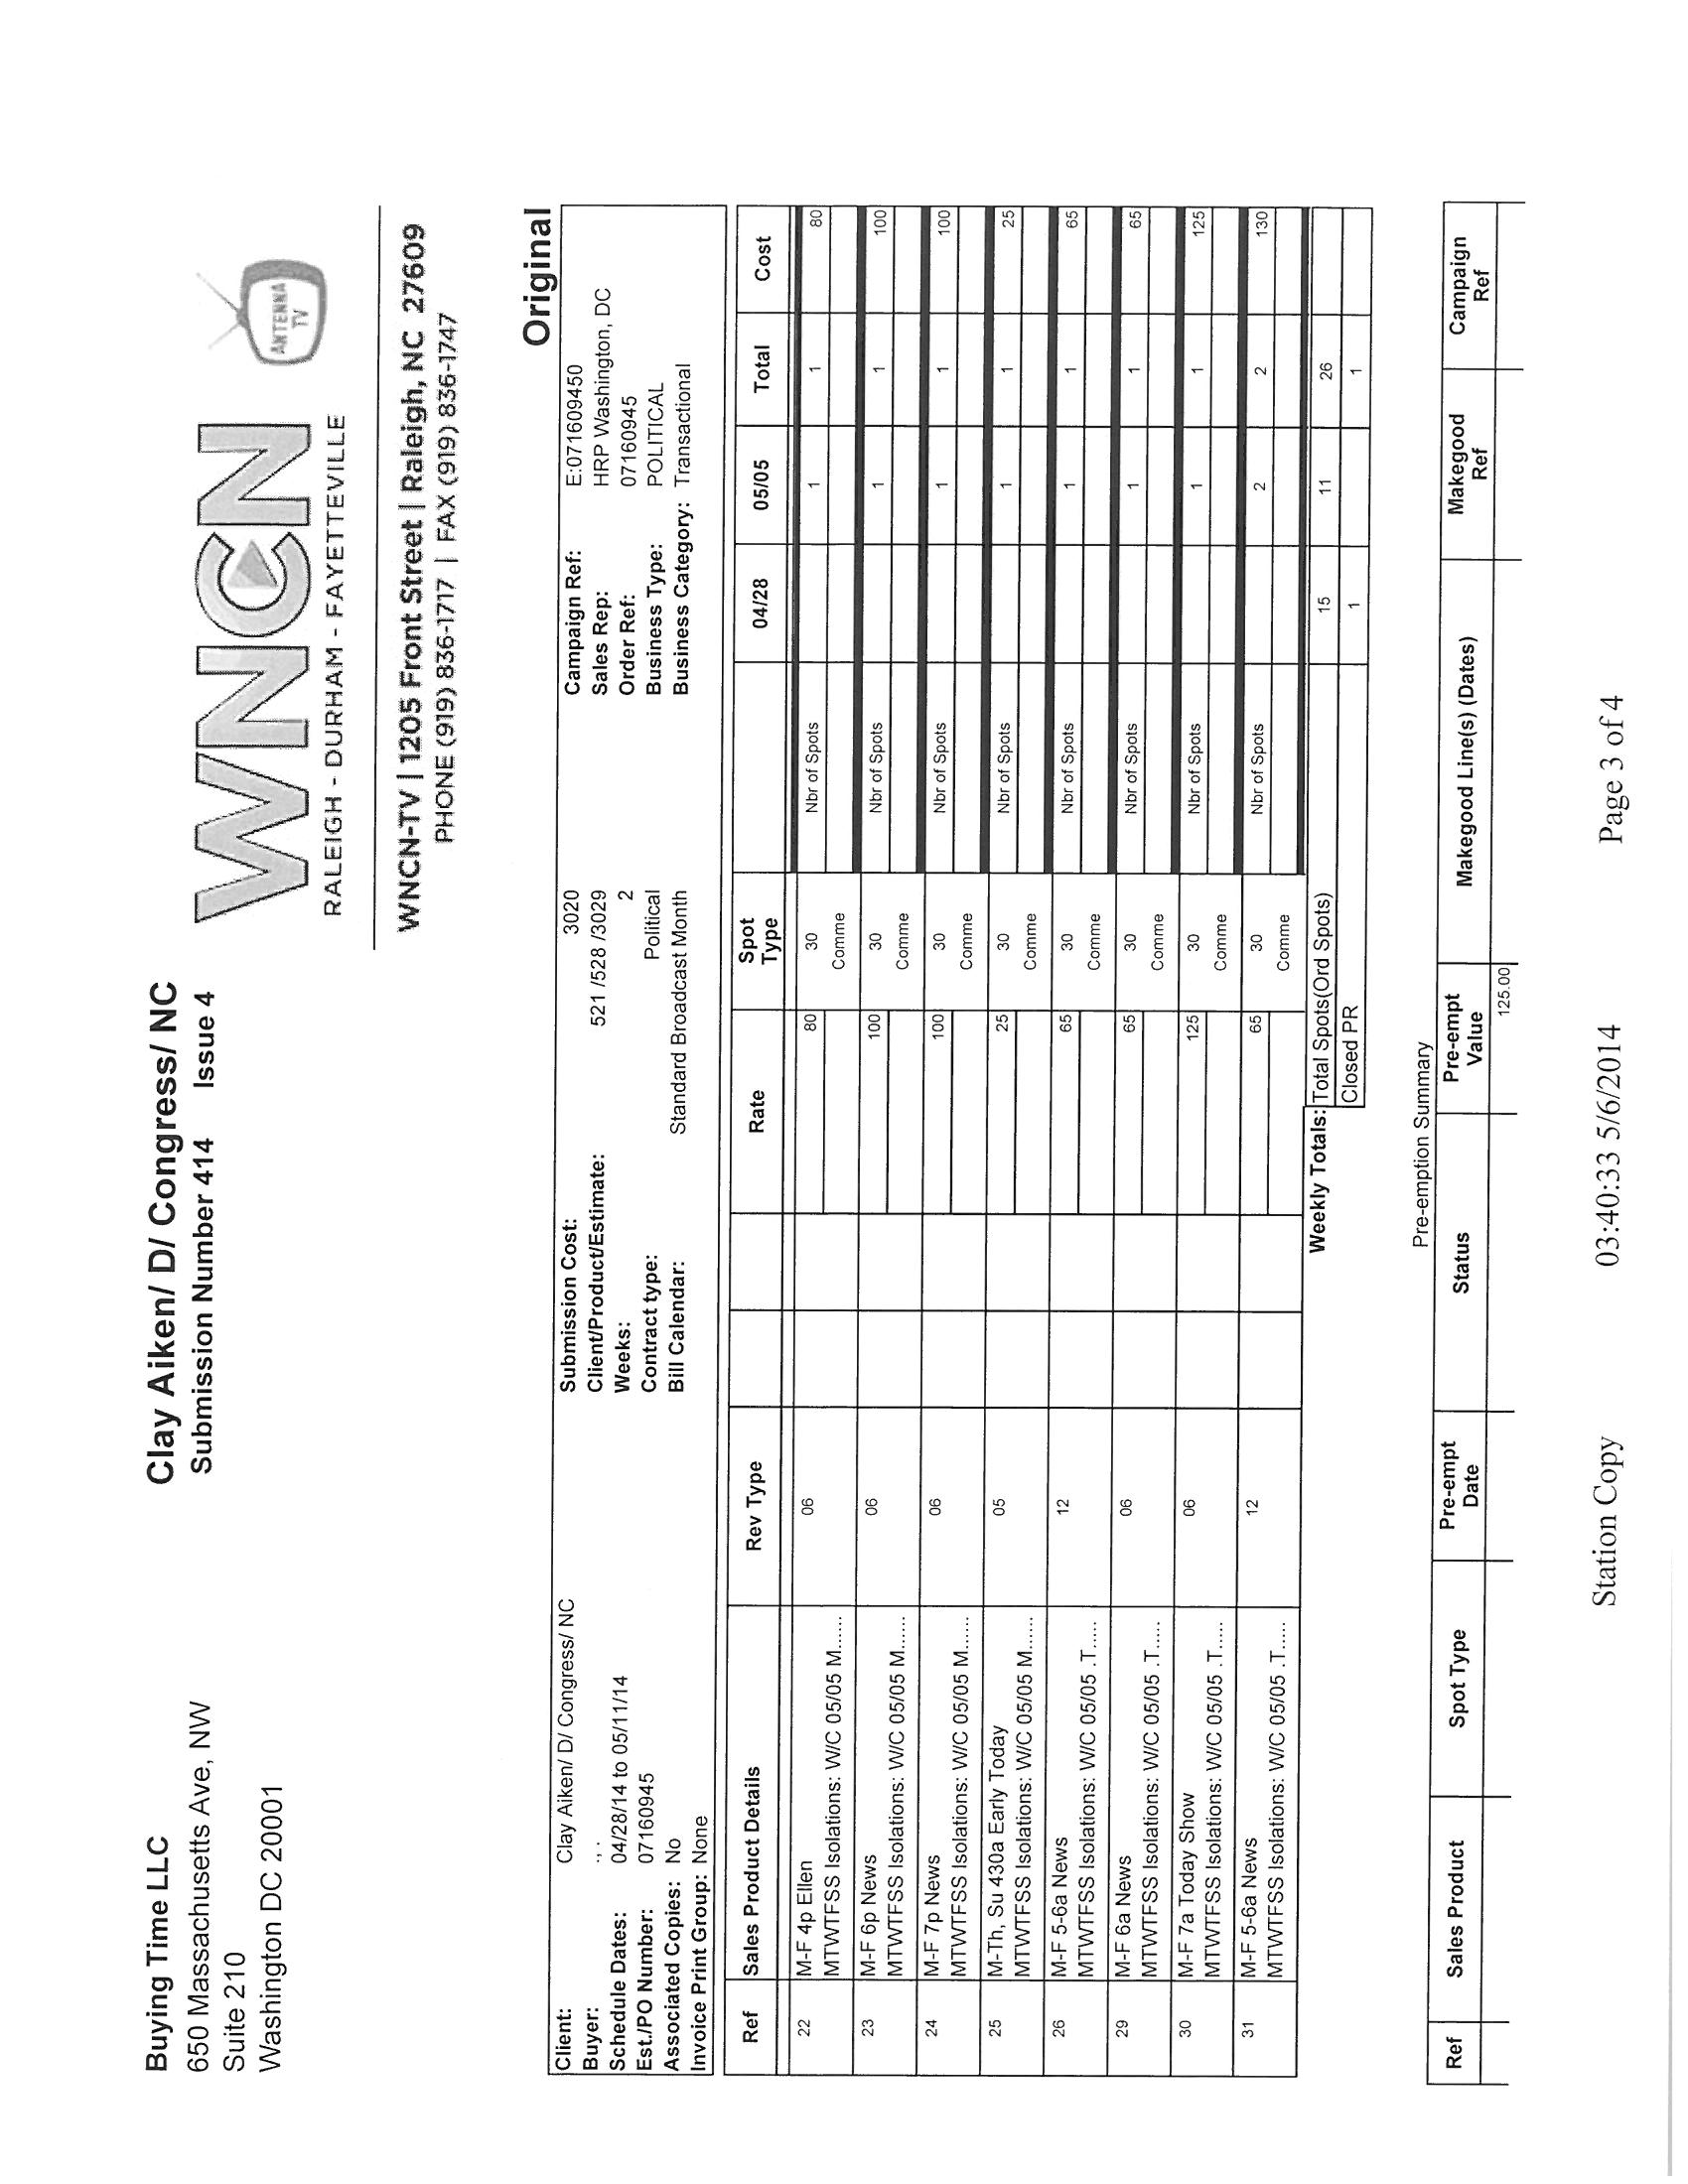 Buying Time LLC
650 Massachusetts Ave, NW
Suite 210
Washington DC 20001
Clay Aiken/ D/ Congress/ NC
Submission Number 414 Issue 4
WNCN
RALEIGH - DURHAM - FAYETTEVILLE
ANTENNA
TV
WNCN-TV | 1205 Front Street | Raleigh, NC 27609
PHONE (919) 836-1717 | FAX (919) 836-1747
Original
Client: Clay Aiken/ D/ Congress/ NC Submission Cost: 3020 Campaign Ref: E:071609450
Buyer: ., . Client/Product/Estimate: 521 /528 /3029 Sales Rep: HRP Washington, DC
Schedule Dates: 04/28/14 to 05/11/14 Weeks: 2 Order Ref: 07160945
Est./PO Number: 07160945 Contract type: Political Business Type: POLITICAL
Associated Copies: No Bill Calendar: Standard Broadcast Month Business Category: Transactional
Invoice Print Group: None
Ref Sales Product Details Rev Type Rate Spot Type 04/28 05/05 Total Cost
22 M-F 4p Ellen 06 80 30 Nbr of Spots 1 1 80
MTWTFSS Isolations: W/C 05/05 M...... Comme
23 M-F 6p News 06 100 30 Nbr of Spots 1 1 100
MTWTFSS Isolations: W/C 05/05 M...... Comme
24 M-F 7p News 06 100 30 Nbr of Spots 1 1 100
MTWTFSS Isolations: W/C 05/05 M...... Comme
25 M-Th, Su 430a Early Today 05 25 30 Nbr of Spots 1 1 25
MTWTFSS Isolations: W/C 05/05 M...... Comme
26 M-F 5-6a News 12 65 30 Nbr of Spots 1 1 65
MTWTFSS Isolations: W/C 05/05 .T..... Comme
29 M-F 6a News 06 65 30 Nbr of Spots 1 1 65
MTWTFSS Isolations: W/C 05/05 .T..... Comme
30 M-F 7a Today Show 06 125 30 Nbr of Spots 1 1 125
MTWTFSS Isolations: W/C 05/05 .T..... Comme
31 M-F 5-6a News 12 65 30 Nbr of Spots 2 2 130
MTWTFSS Isolations: W/C 05/05 .T..... Comme
Weekly Totals: Total Spots(Ord Spots) 15 11 26
Closed PR 1 1
Pre-emption Summary
Ref Sales Product Spot Type Pre-empt Date Status Pre-empt Value Makegood Line(s) (Dates) Makegood Ref Campaign Ref
125.00
Station Copy 03:40:33 5/6/2014 Page 3 of 4